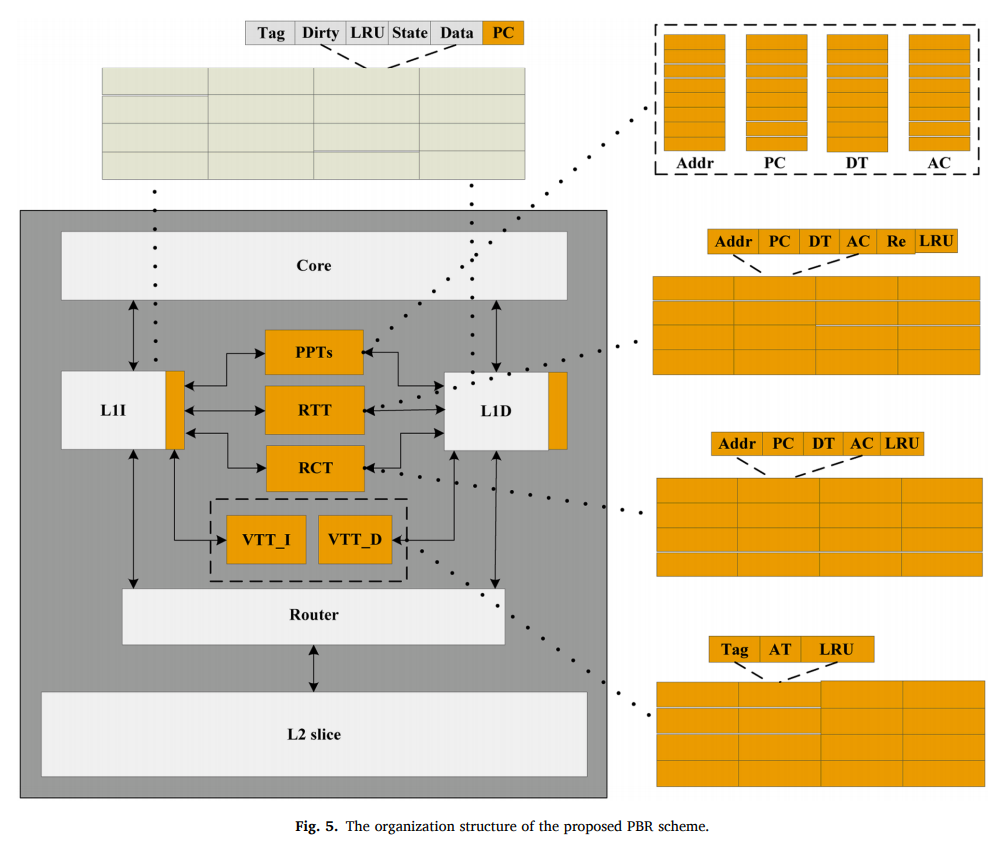 Tag Dirty LRU State Data PC
Addr PC DT AC
Core
PPTs
L1I RTT L1D
RCT
VTT_I VTT_D
Router
L2 slice
Addr PC DT AC Re LRU
Addr PC DT AC LRU
Tag AT LRU
Fig. 5. The organization structure of the proposed PBR scheme.